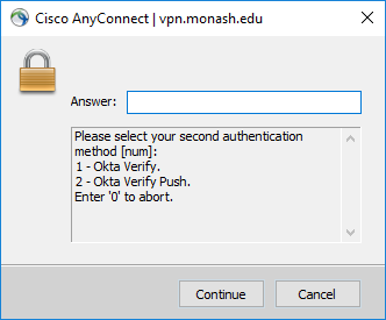 Cisco AnyConnect | vpn.monash.edu
Answer:
Please select your second authentication
method [num]:
1 - Okta Verify.
2 - Okta Verify Push.
Enter '0' to abort.
Continue Cancel